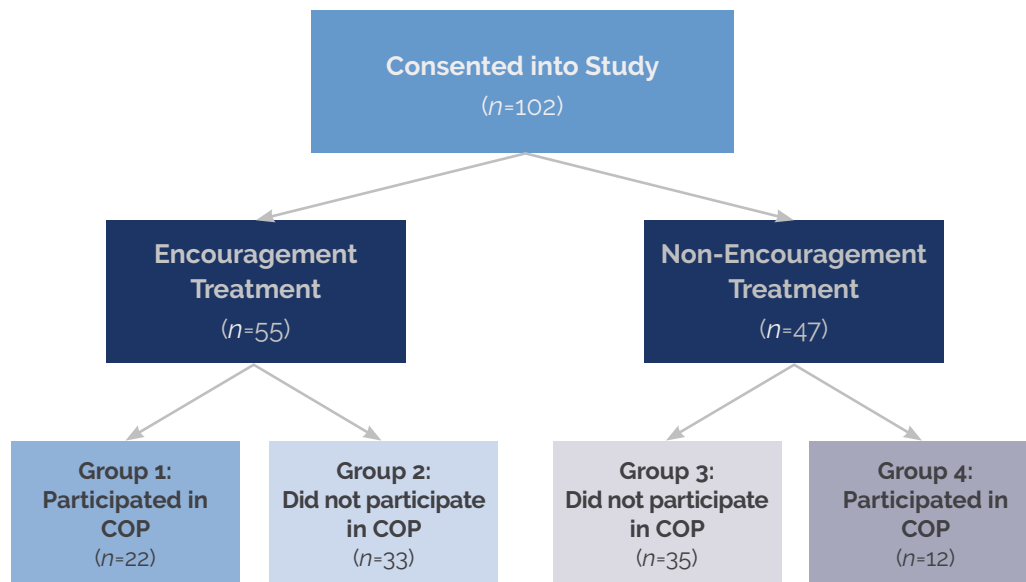 Consented into Study
(n=102)
Encouragement
Treatment
(n=55)
Non-Encouragement
Treatment
(n=47)
Group 1:
Participated in
COP
(n=22)
Group 2:
Did not participate
in COP
(n=33)
Group 3:
Did not participate
in COP
(n=35)
Group 4:
Participated in
COP
(n=12)